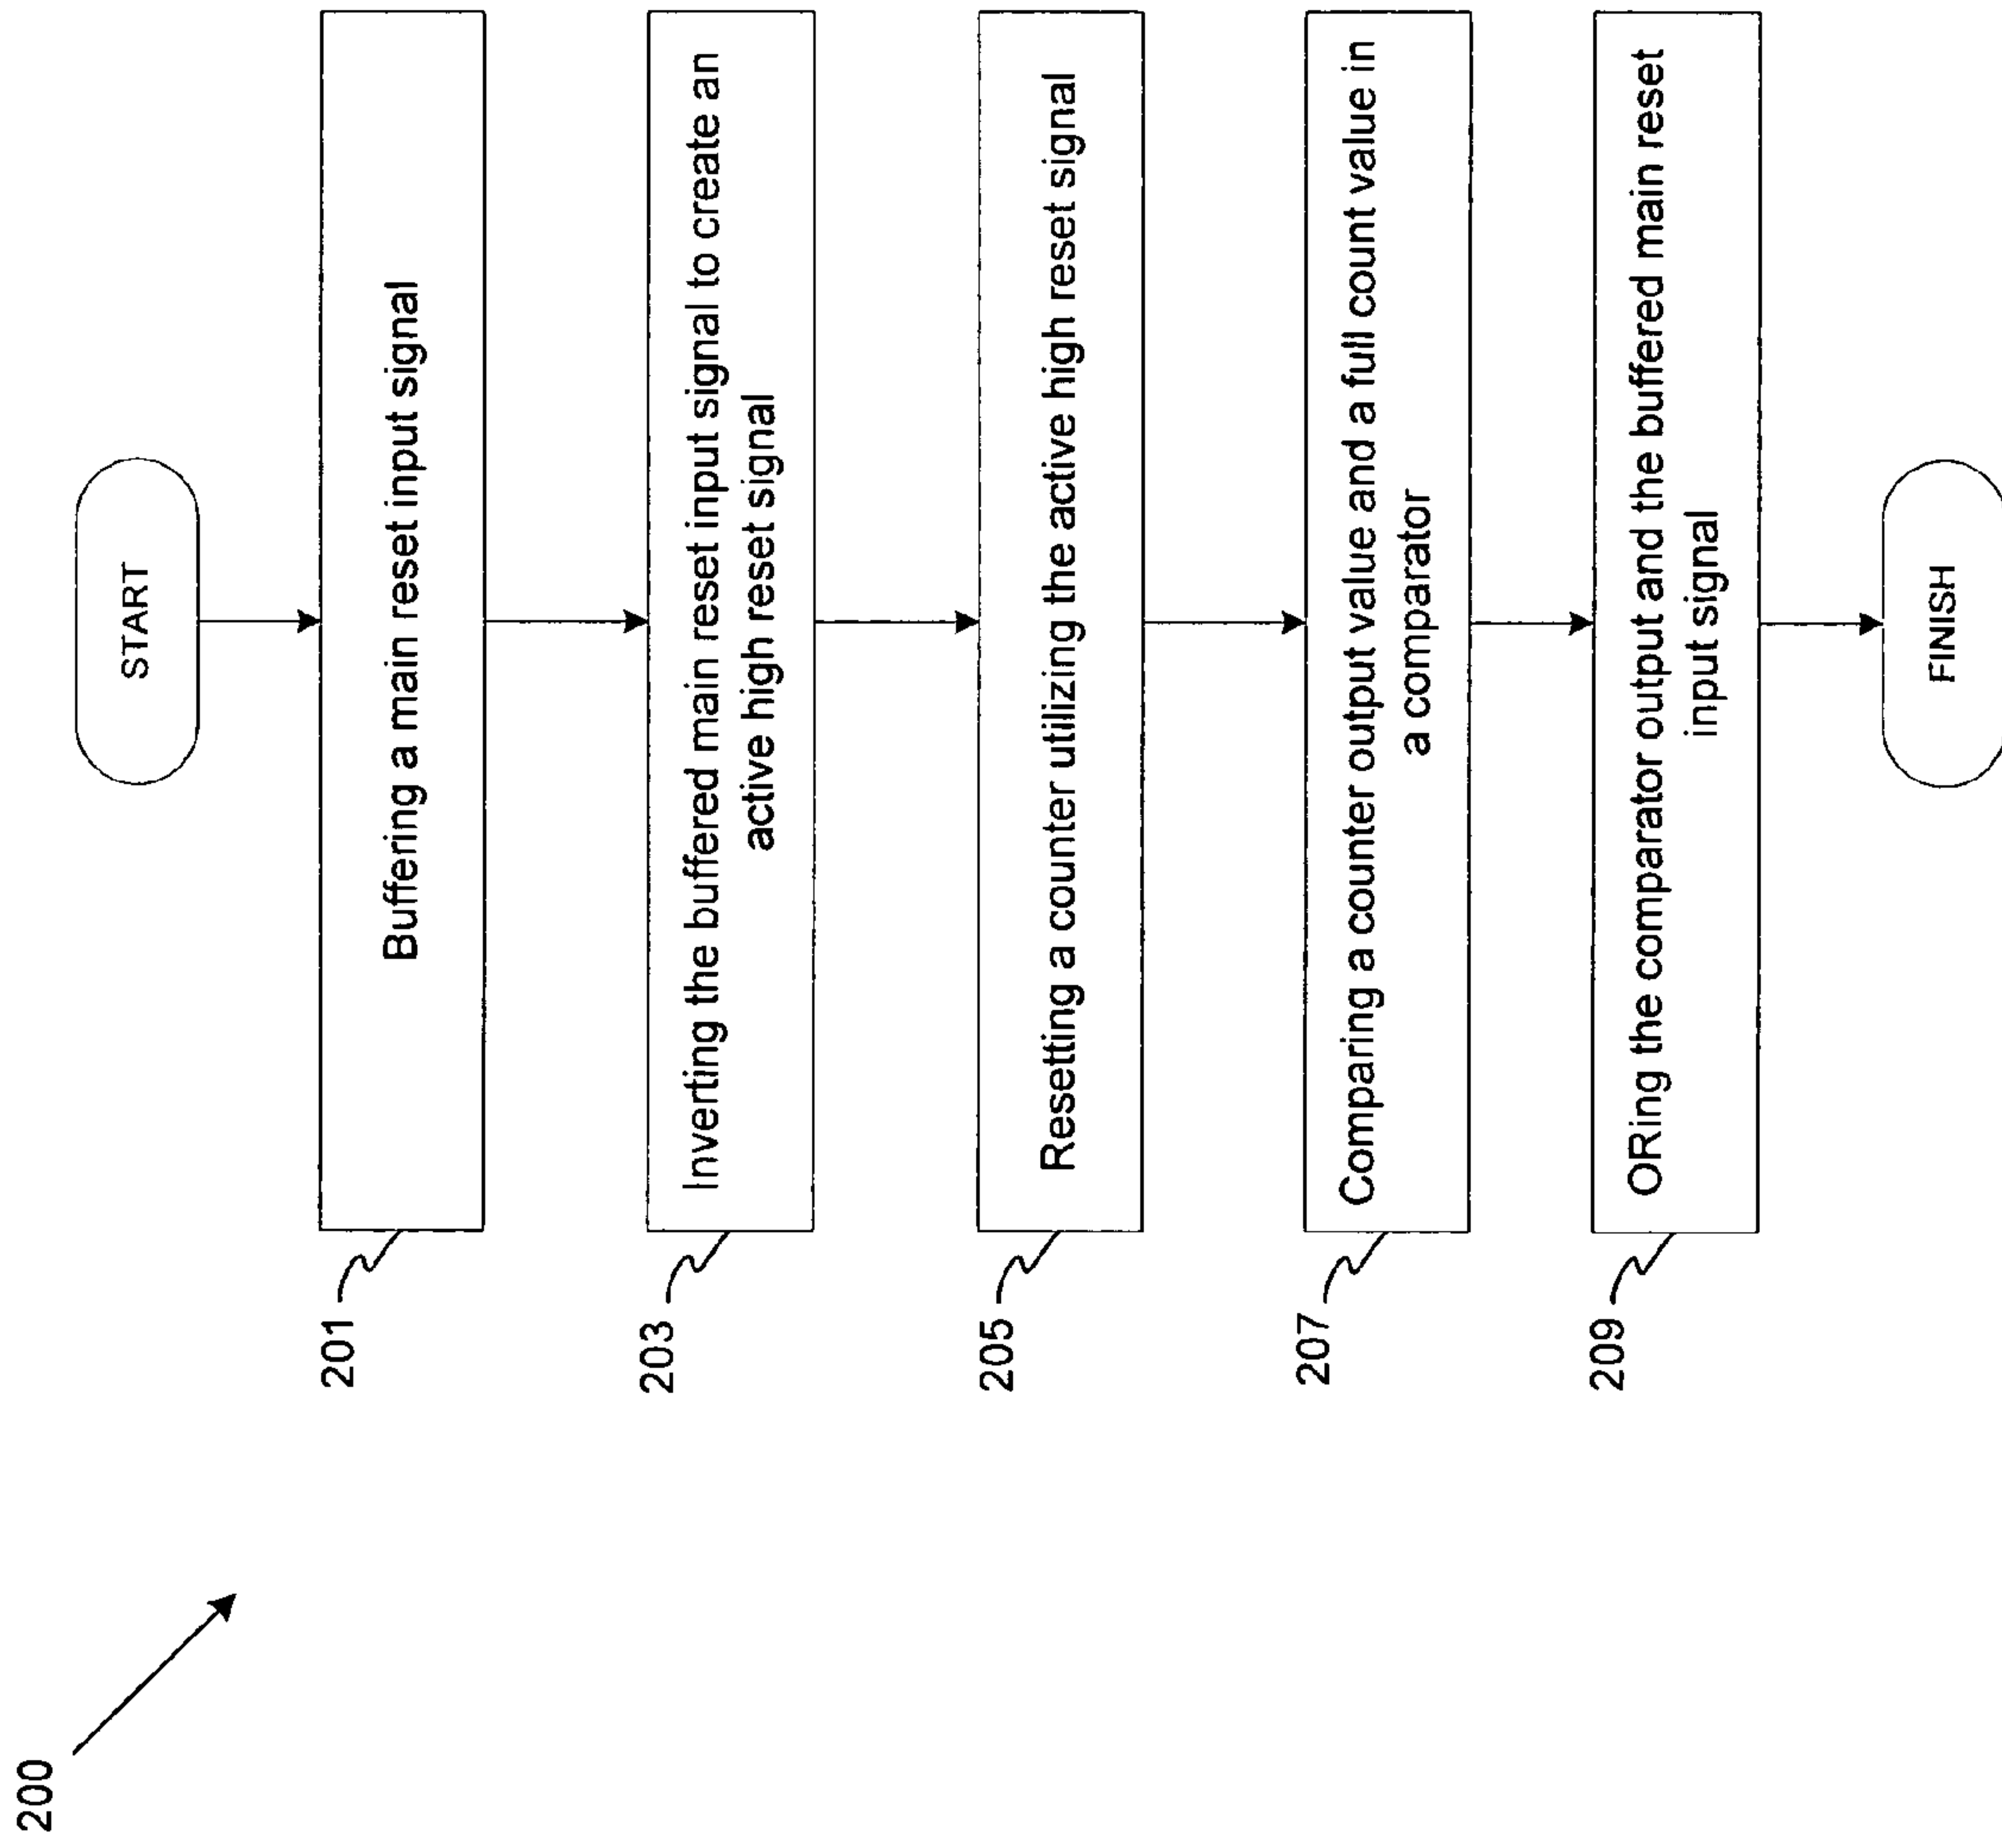 200
START
201
Buffering a main reset input signal
203
Inverting the buffered main reset input signal to create an
active high reset signal
205
Resetting a counter utilizing the active high reset signal
207
Comparing a counter output value and a full count value in
a comparator
209
ORing the comparator output and the buffered main reset
input signal
FINISH